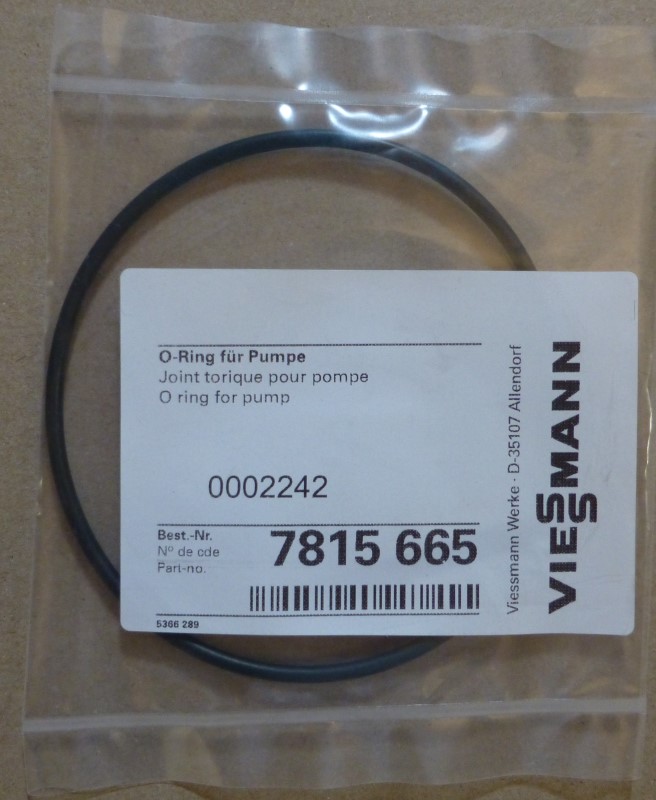 O-Ring für Pumpe
Joint torique pour pompe
O ring for pump
0002242
Best.-Nr.
N° de cde
Part-no.
7815 665
5366 289
Viessmann Werke · D-35107 Allendorf
VIESSMANN